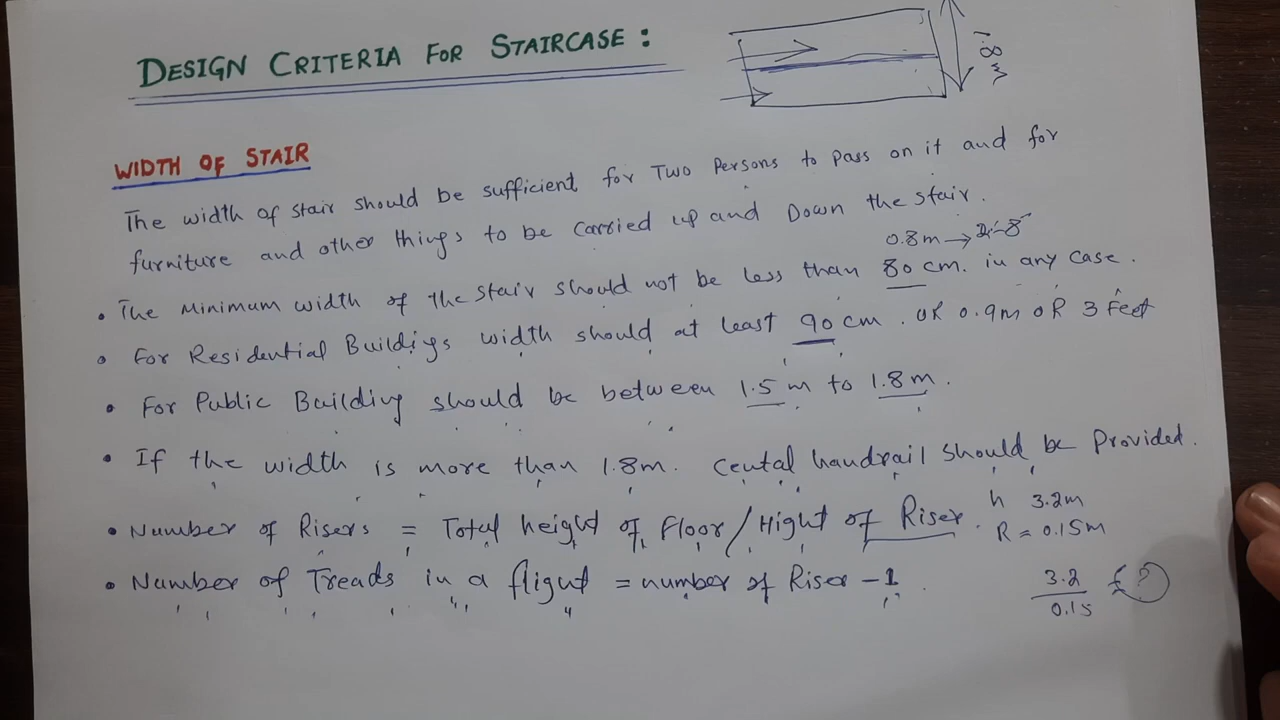 DESIGN CRITERIA FOR STAIRCASE :
1.8 m
WIDTH OF STAIR
The width of stair should be sufficient for Two Persons to pass on it and for
furniture and other things to be carried up and Down the stair.
0.8m →
• The Minimum width of the stair should not be less than 80 cm. in any case.
• For Residential Buildings width should at least 90 cm. OR 0.9m OR 3 Feet
• For Public Building should be between 1.5 m to 1.8 m.
• If the width is more than 1.8m. Cental handrail should be Provided.
• Number of Risers = Total height of Floor / Hight of Riser.
h 3.2m
R = 0.15m
• Number of Treads in a flight = number of Riser - 1
3.2
0.15
?